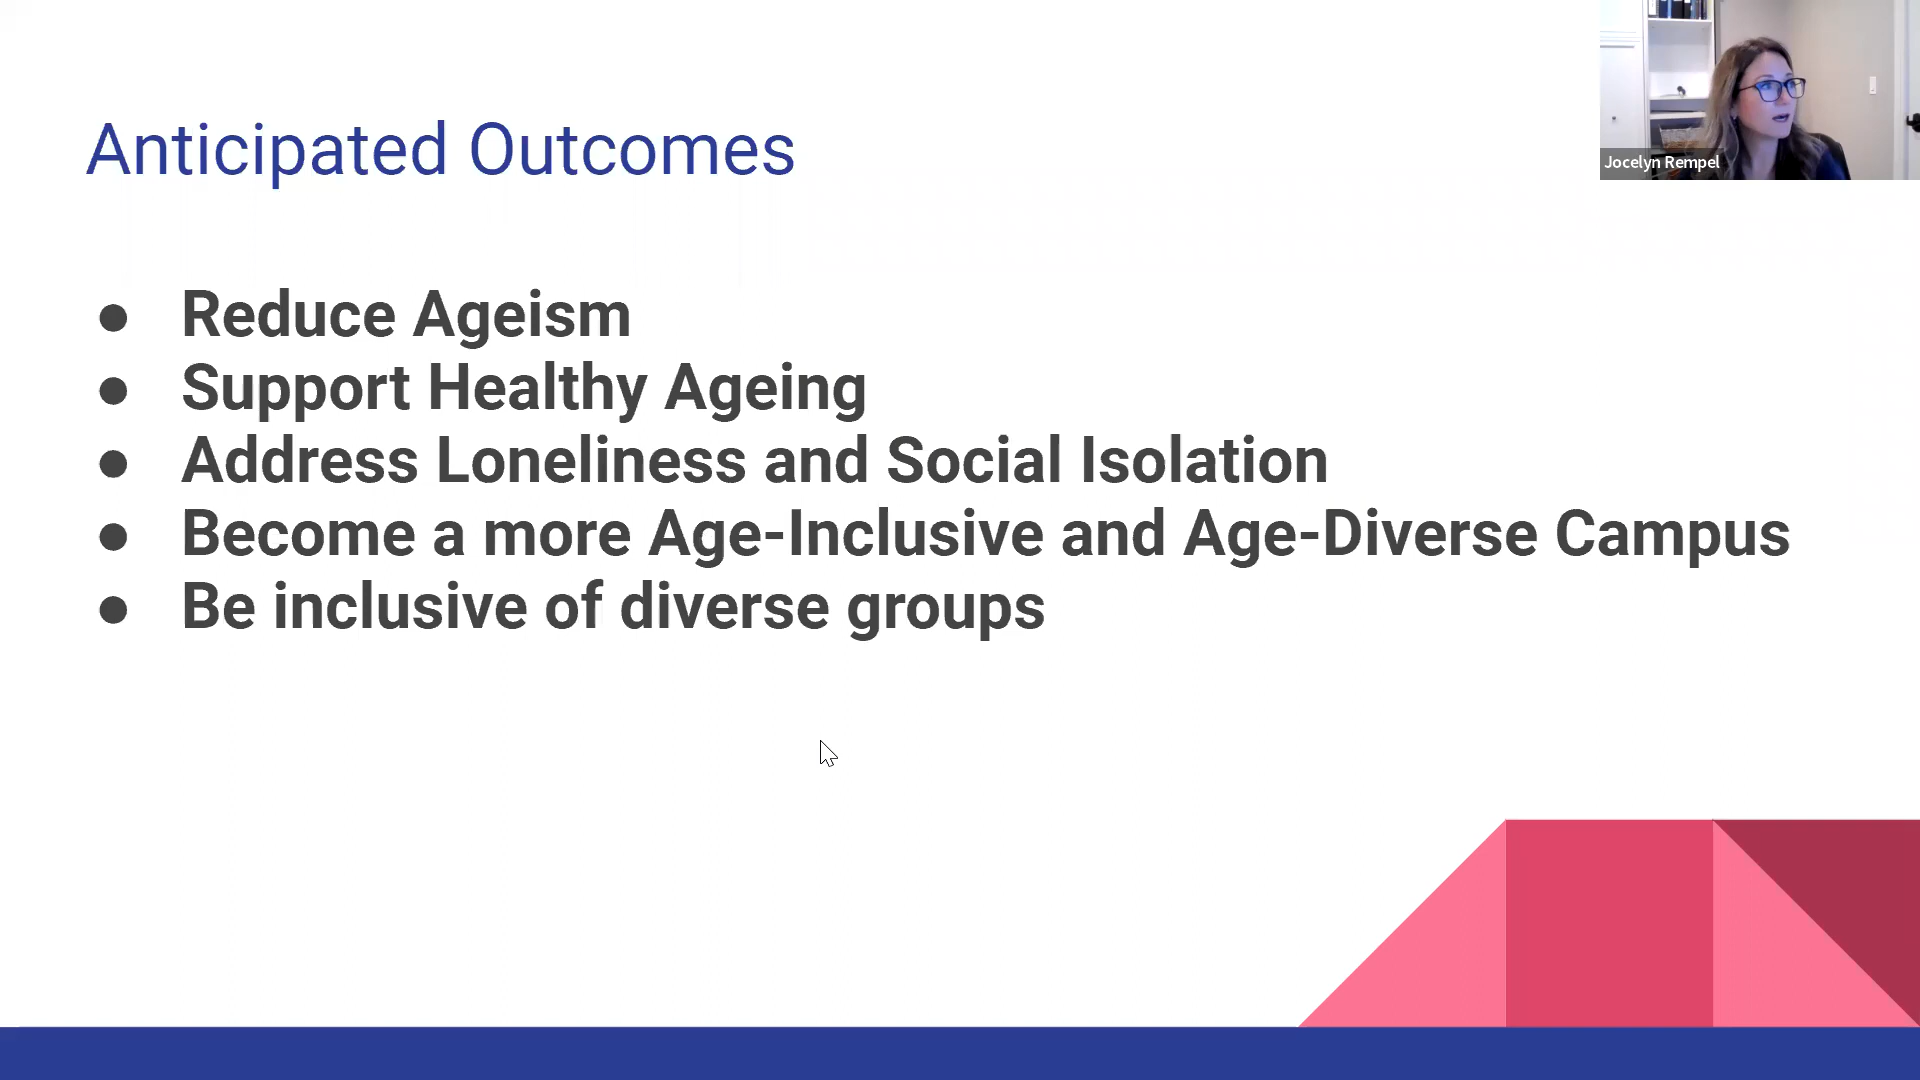 Jocelyn Rempel
Anticipated Outcomes
● Reduce Ageism
● Support Healthy Ageing
● Address Loneliness and Social Isolation
● Become a more Age-Inclusive and Age-Diverse Campus
● Be inclusive of diverse groups